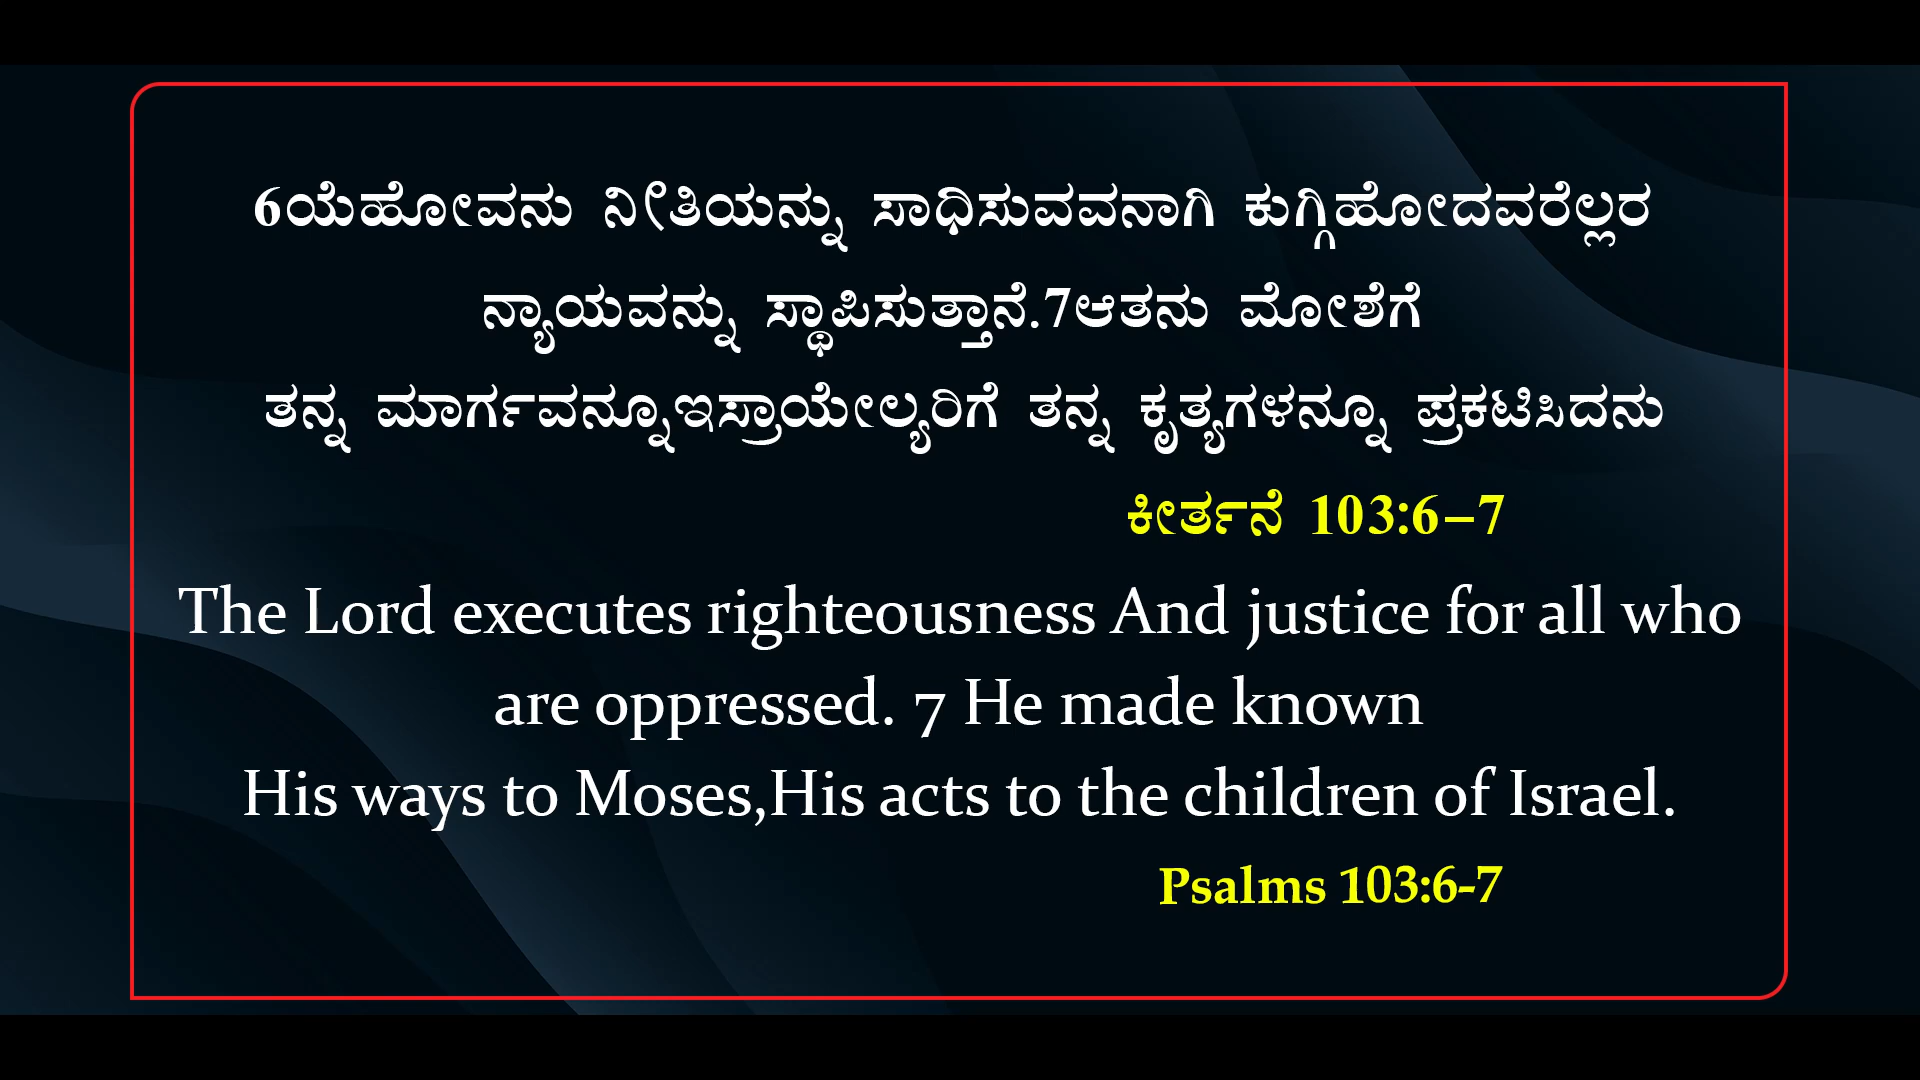 6ಯೆಹೋವನು ನೀತಿಯನ್ನು ಸಾಧಿಸುವವನಾಗಿ ಕುಗ್ಗಿಹೋದವರೆಲ್ಲರ
ನ್ಯಾಯವನ್ನು ಸ್ಥಾಪಿಸುತ್ತಾನೆ.7ಆತನು ಮೋಶೆಗೆ
ತನ್ನ ಮಾರ್ಗವನ್ನೂಇಸ್ರಾಯೇಲ್ಯರಿಗೆ ತನ್ನ ಕೃತ್ಯಗಳನ್ನೂ ಪ್ರಕಟಿಸಿದನು
ಕೀರ್ತನೆ 103:6–7
The Lord executes righteousness And justice for all who
are oppressed. 7 He made known
His ways to Moses,His acts to the children of Israel.
Psalms 103:6-7